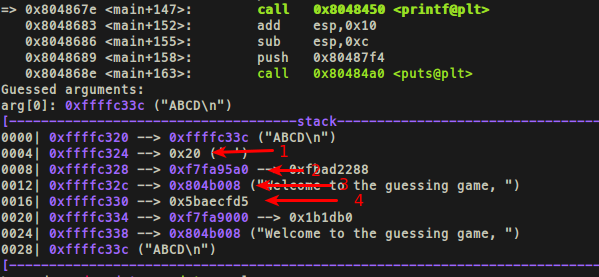 => 0x804867e <main+147>: call 0x8048450 <printf@plt>
0x8048683 <main+152>: add esp,0x10
0x8048686 <main+155>: sub esp,0xc
0x8048689 <main+158>: push 0x80487f4
0x804868e <main+163>: call 0x80484a0 <puts@plt>
Guessed arguments:
arg[0]: 0xffffc33c ("ABCD\n")
[------------------------------------stack-------------------------------------
0000| 0xffffc320 --> 0xffffc33c ("ABCD\n")
0004| 0xffffc324 --> 0x20 (' ') 1
0008| 0xffffc328 --> 0xf7fa95a0 --> 0xfbad2288 2
0012| 0xffffc32c --> 0x804b008 ("Welcome to the guessing game, ") 3
0016| 0xffffc330 --> 0x5baecfd5 4
0020| 0xffffc334 --> 0xf7fa9000 --> 0x1b1db0
0024| 0xffffc338 --> 0x804b008 ("Welcome to the guessing game, ")
0028| 0xffffc33c ("ABCD\n")
[------------------------------------------------------------------------------